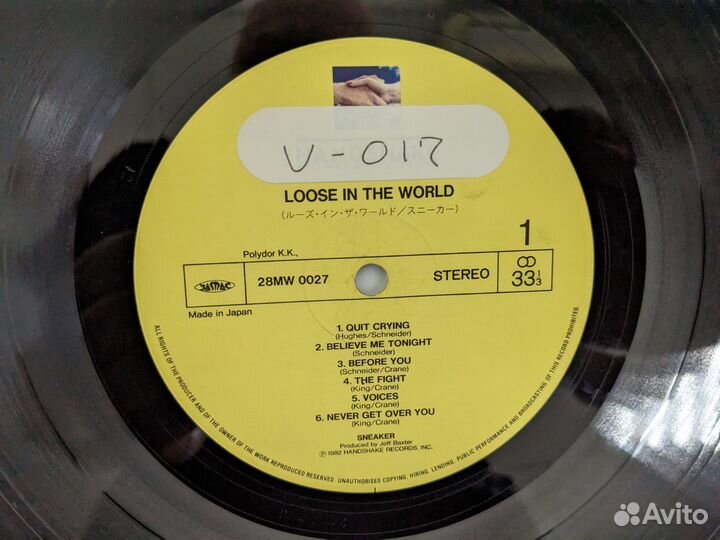 V-017
LOOSE IN THE WORLD
(ルーズ・イン・ザ・ワールド/スニーカー)
1
Polydor K.K.,
JASRAC
28MW 0027
STEREO
33 1/3
Made in Japan
1. QUIT CRYING
(Hughes/Schneider)
2. BELIEVE ME TONIGHT
(Schneider)
3. BEFORE YOU
(Schneider/Crane)
4. THE FIGHT
(King/Crane)
5. VOICES
(King/Crane)
6. NEVER GET OVER YOU
(King/Crane)
SNEAKER
Produced by Jeff Baxter
Ⓟ 1982 HANDSHAKE RECORDS, INC.
ALL RIGHTS OF THE PRODUCER AND OF THE OWNER OF THE WORK REPRODUCED RESERVED. UNAUTHORISED COPYING, HIRING, LENDING, PUBLIC PERFORMANCE AND BROADCASTING OF THIS RECORD PROHIBITED.
Avito